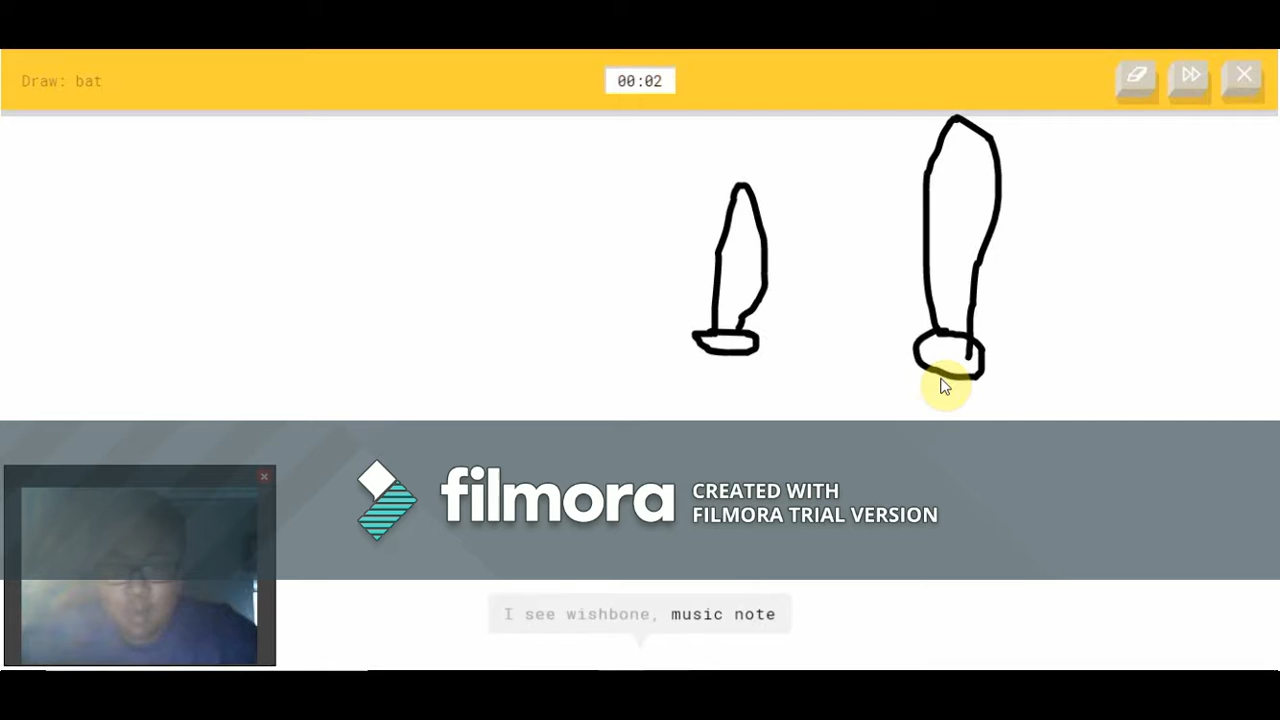 Draw: bat
00:02
filmora
CREATED WITH
FILMORA TRIAL VERSION
I see wishbone, music note